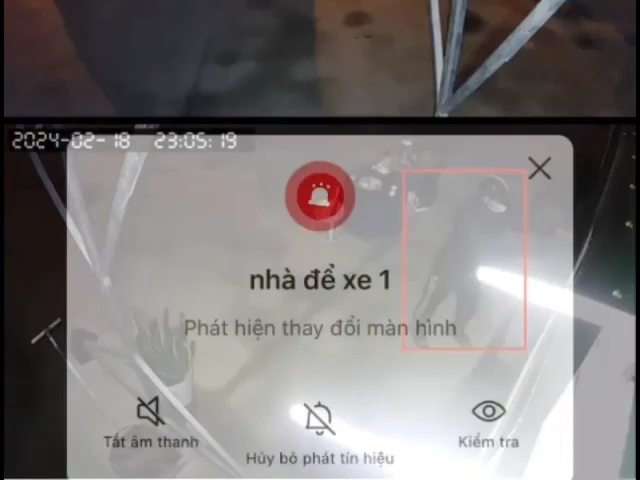 2024-02-18 23:05:19
nhà để xe 1
Phát hiện thay đổi màn hình
Tắt âm thanh
Kiểm tra
Hủy bỏ phát tín hiệu